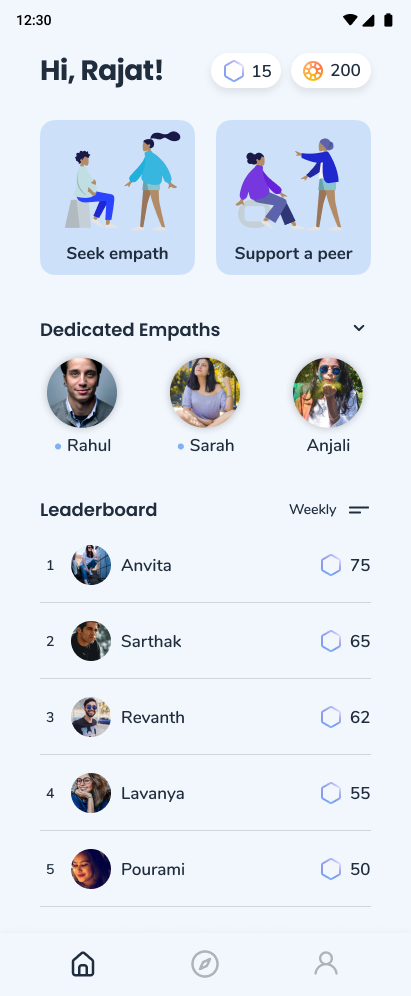 12:30
Hi, Rajat!
15
200
Seek empath
Support a peer
Dedicated Empaths
Rahul
Sarah
Anjali
Leaderboard
Weekly
1 Anvita 75
2 Sarthak 65
3 Revanth 62
4 Lavanya 55
5 Pourami 50